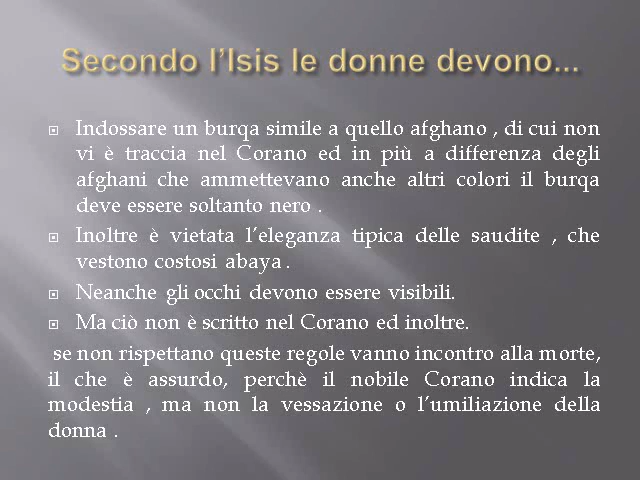 Secondo l'Isis le donne devono...
Indossare un burqa simile a quello afghano , di cui non
vi è traccia nel Corano ed in più a differenza degli
afghani che ammettevano anche altri colori il burqa
deve essere soltanto nero .
Inoltre è vietata l'eleganza tipica delle saudite , che
vestono costosi abaya .
Neanche gli occhi devono essere visibili.
Ma ciò non è scritto nel Corano ed inoltre.
se non rispettano queste regole vanno incontro alla morte,
il che è assurdo, perchè il nobile Corano indica la
modestia , ma non la vessazione o l'umiliazione della
donna .